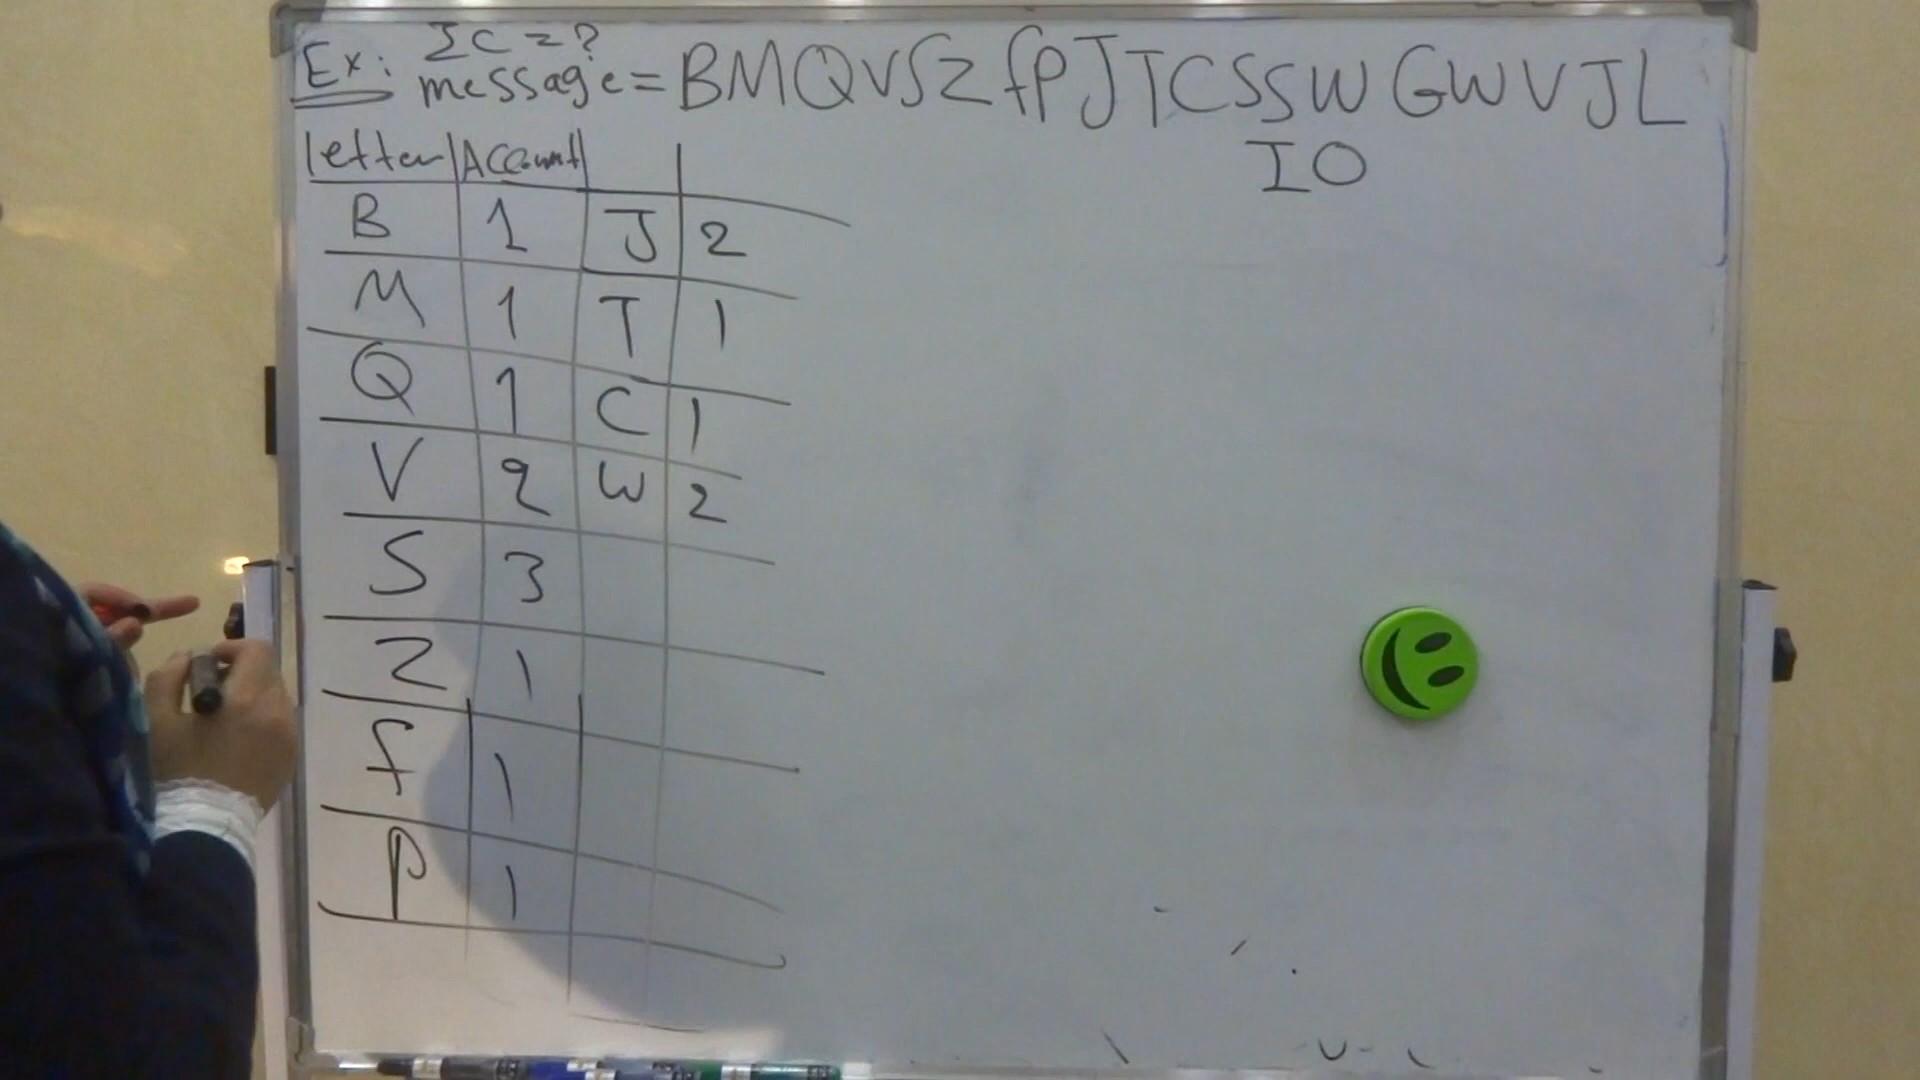 Ex: ΣC = ?
message = BMQVSZfPJTCSSWGWVJL
IO
letter Account
B 1 J 2
M 1 T 1
Q 1 C 1
V 2 W 2
S 3
Z 1
f 1
P 1